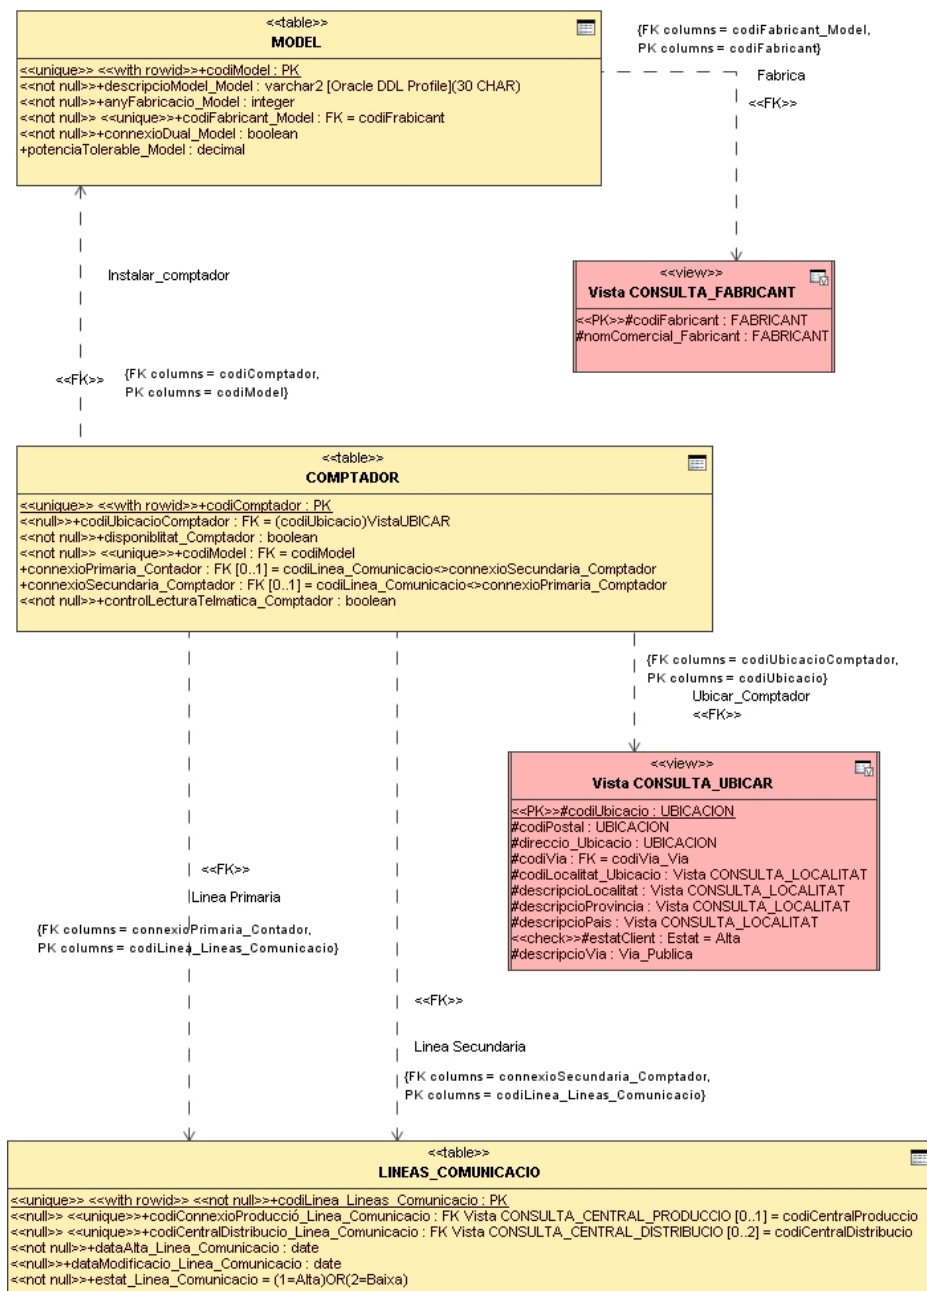 <<table>>
MODEL
<<unique>> <<with rowid>>+codiModel : PK
<<not null>>+descripcioModel_Model : varchar2 [Oracle DDL Profile](30 CHAR)
<<not null>>+anyFabricacio_Model : integer
<<not null>> <<unique>>+codiFabricant_Model : FK = codiFrabicant
<<not null>>+connexioDual_Model : boolean
+potenciaTolerable_Model : decimal
{FK columns = codiFabricant_Model,
PK columns = codiFabricant}
Fabrica
<<FK>>
<<view>>
Vista CONSULTA_FABRICANT
<<PK>>#codiFabricant : FABRICANT
#nomComercial_Fabricant : FABRICANT
Instalar_comptador
<<FK>>
{FK columns = codiComptador,
PK columns = codiModel}
<<table>>
COMPTADOR
<<unique>> <<with rowid>>+codiComptador : PK
<<null>>+codiUbicacioComptador : FK = (codiUbicacio)VistaUBICAR
<<not null>>+disponiblitat_Comptador : boolean
<<not null>> <<unique>>+codiModel : FK = codiModel
+connexioPrimaria_Contador : FK [0..1] = codiLinea_Comunicacio<>connexioSecundaria_Comptador
+connexioSecundaria_Comptador : FK [0..1] = codiLinea_Comunicacio<>connexioPrimaria_Comptador
<<not null>>+controlLecturaTelmatica_Comptador : boolean
{FK columns = codiUbicacioComptador,
PK columns = codiUbicacio}
Ubicar_Comptador
<<FK>>
<<view>>
Vista CONSULTA_UBICAR
<<PK>>#codiUbicacio : UBICACION
#codiPostal : UBICACION
#direccio_Ubicacio : UBICACION
#codiVia : FK = codiVia_Via
#codiLocalitat_Ubicacio : Vista CONSULTA_LOCALITAT
#descripcioLocalitat : Vista CONSULTA_LOCALITAT
#descripcioProvincia : Vista CONSULTA_LOCALITAT
#descripcioPais : Vista CONSULTA_LOCALITAT
<<check>>#estatClient : Estat = Alta
#descripcioVia : Via_Publica
<<FK>>
Linea Primaria
{FK columns = connexioPrimaria_Contador,
PK columns = codiLinea_Lineas_Comunicacio}
<<FK>>
Linea Secundaria
{FK columns = connexioSecundaria_Comptador,
PK columns = codiLinea_Lineas_Comunicacio}
<<table>>
LINEAS_COMUNICACIO
<<unique>> <<with rowid>> <<not null>>+codiLinea_Lineas_Comunicacio : PK
<<null>> <<unique>>+codiConnexioProducció_Linea_Comunicacio : FK Vista CONSULTA_CENTRAL_PRODUCCIO [0..1] = codiCentralProduccio
<<null>> <<unique>>+codiCentralDistribucio_Linea_Comunicacio : FK Vista CONSULTA_CENTRAL_DISTRIBUCIO [0..2] = codiCentralDistribucio
<<not null>>+dataAlta_Linea_Comunicacio : date
<<null>>+dataModificacio_Linea_Comunicacio : date
<<not null>>+estat_Linea_Comunicacio = (1=Alta)OR(2=Baixa)